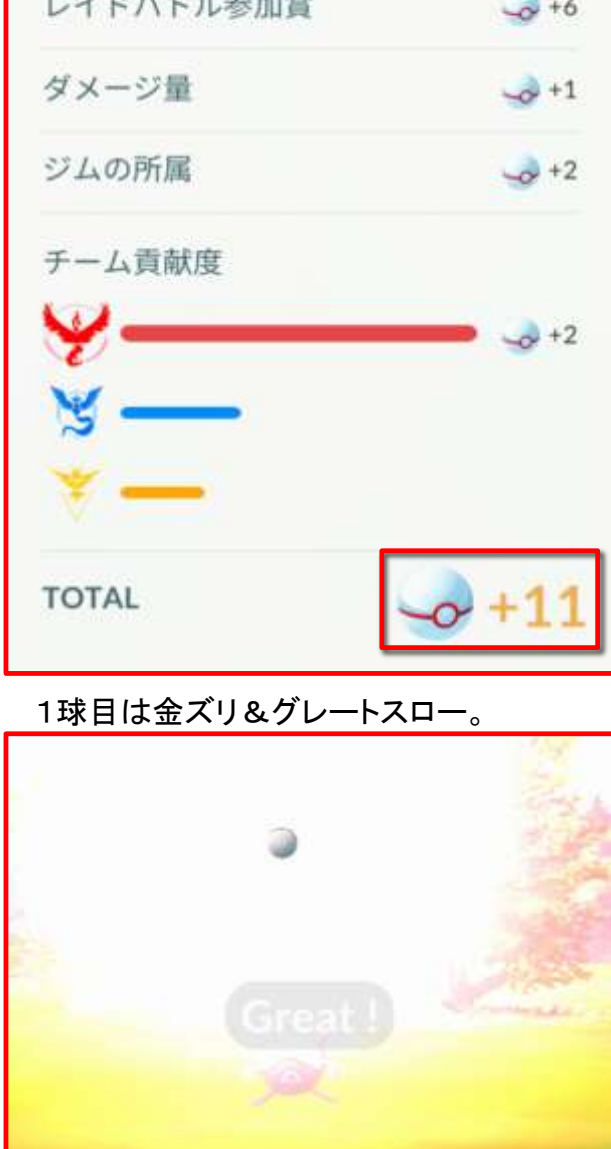 レイドバトル参加賞 +6
ダメージ量 +1
ジムの所属 +2
チーム貢献度
+2
TOTAL +11
1球目は金ズリ&グレートスロー。
Great!